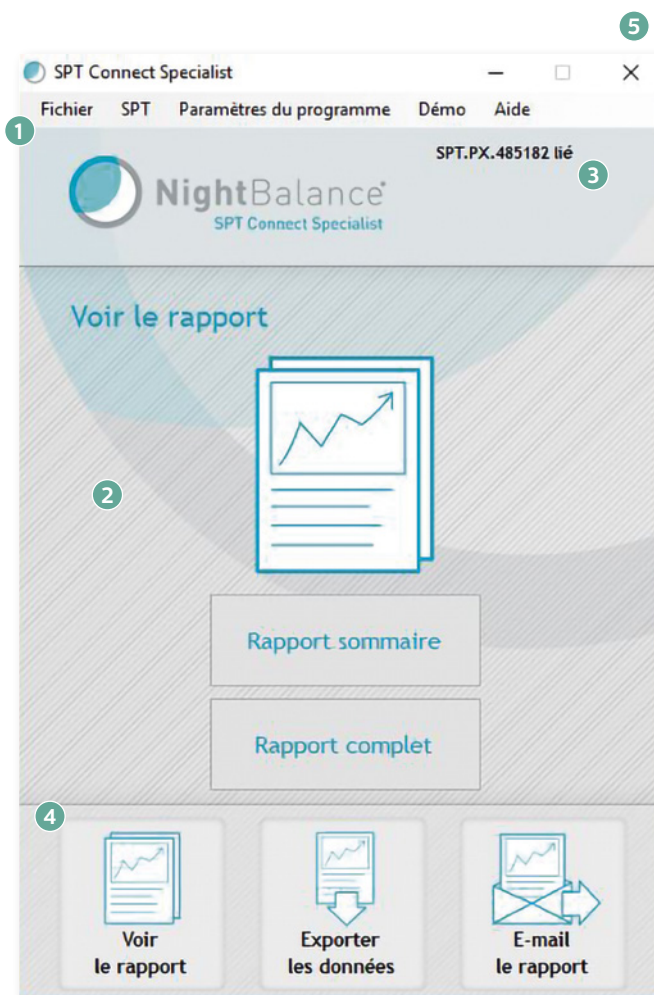 5
SPT Connect Specialist
Fichier SPT Paramètres du programme Démo Aide
1
SPT.PX.485182 lié
3
NightBalance
SPT Connect Specialist
Voir le rapport
2
Rapport sommaire
Rapport complet
4
Voir
le rapport
Exporter
les données
E-mail
le rapport